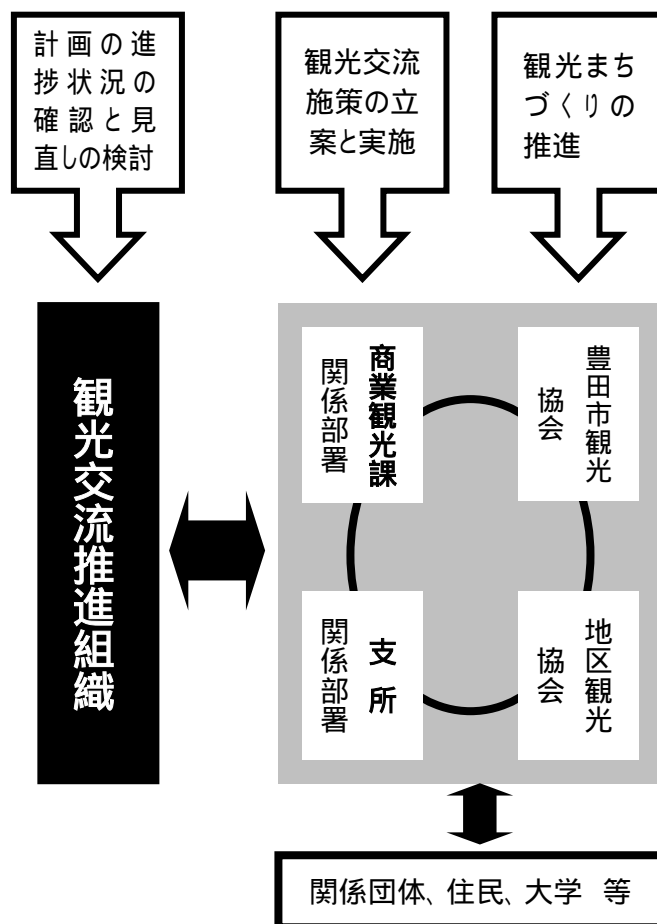 計画の進
捗状況の
確認と見
直しの検討
観光交流
施策の立
案と実施
観光まち
づくりの
推進
観光交流推進組織
商業観光課
関係部署
豊田市観光
協会
支所
関係部署
地区観光
協会
関係団体、住民、大学 等